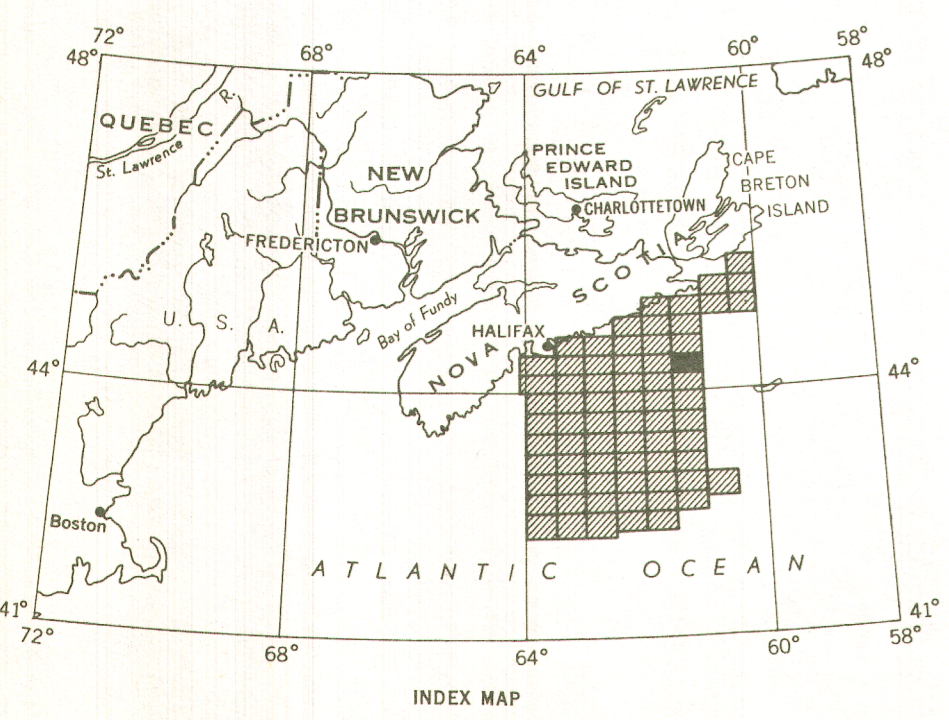 72°
68°
64°
60°
58°
48°
48°
GULF OF ST. LAWRENCE
R.
QUEBEC
St. Lawrence
PRINCE
EDWARD
ISLAND
CAPE
BRETON
ISLAND
NEW
BRUNSWICK
CHARLOTTETOWN
FREDERICTON
NOVA SCOTIA
U. S. A.
Bay of Fundy
HALIFAX
44°
44°
Boston
ATLANTIC OCEAN
41°
41°
72°
68°
64°
60°
58°
INDEX MAP